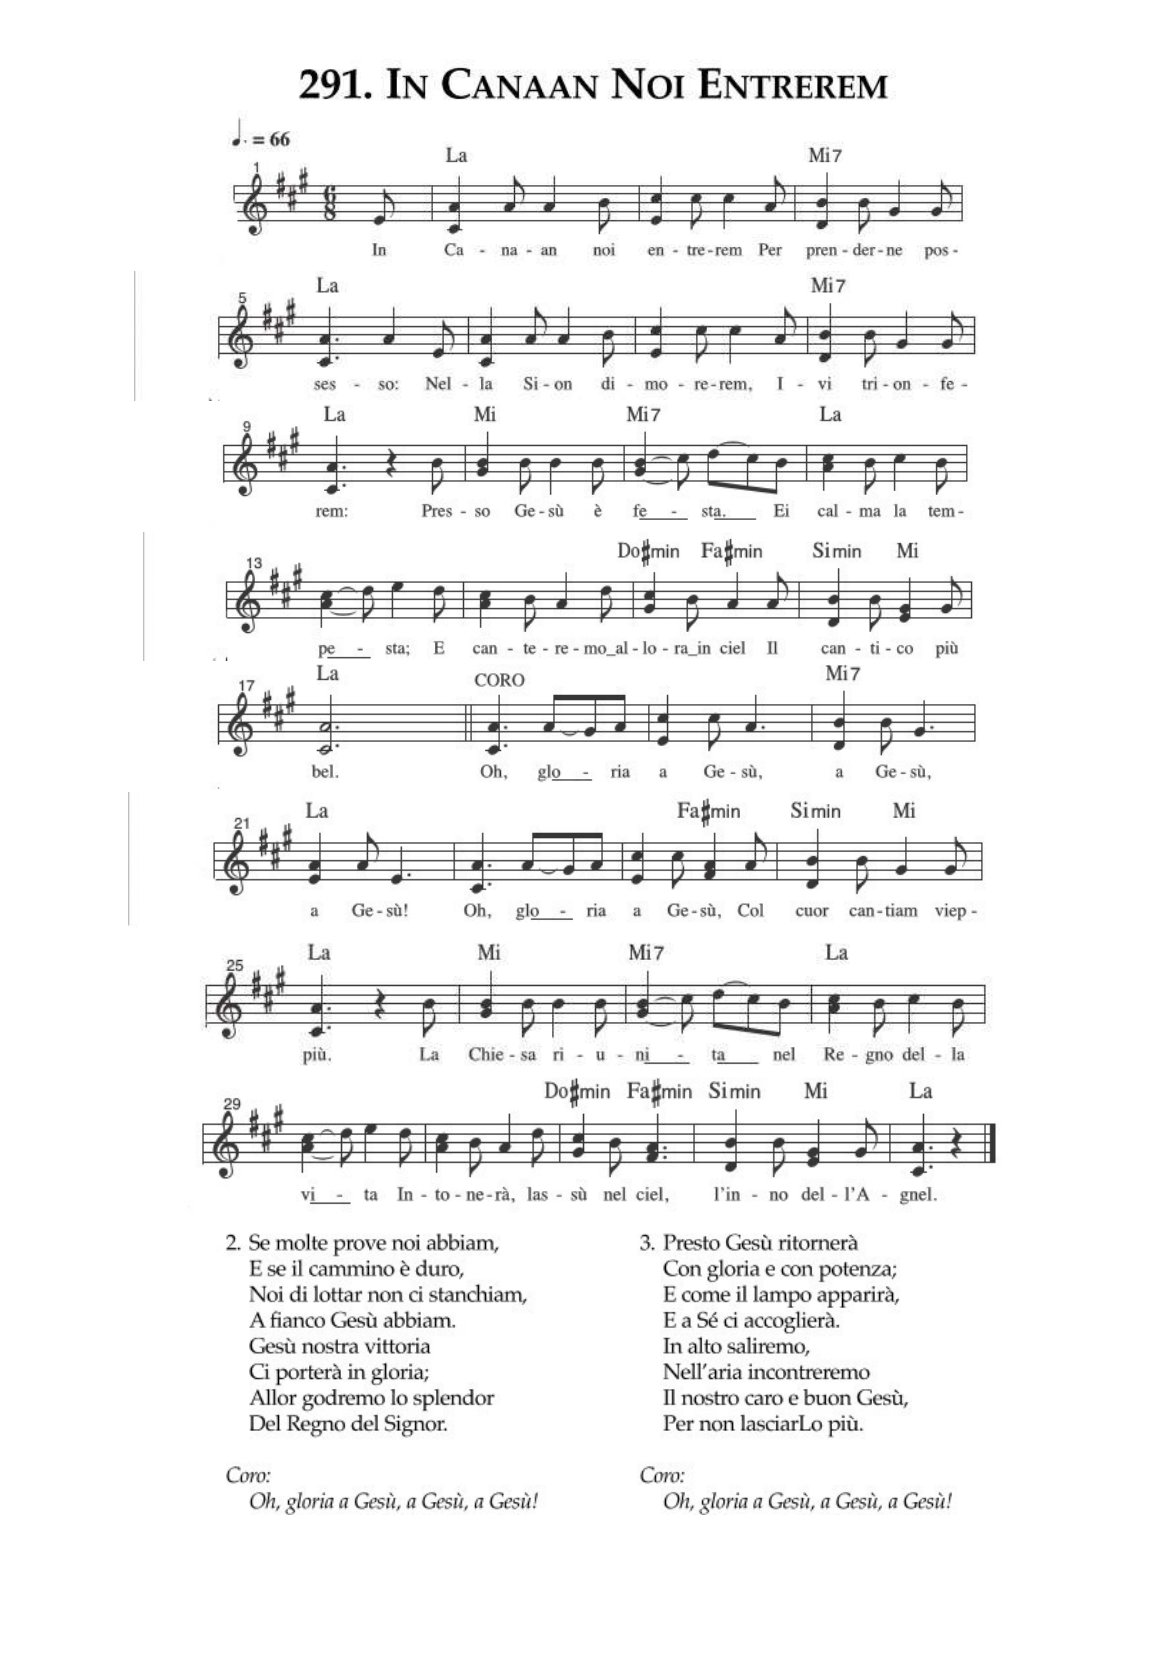 291. IN CANAAN NOI ENTREREM
♩. = 66
La Mi7
1
6
8
In Ca - na - an noi en - tre - rem Per pren - der - ne pos -
La Mi7
5
ses - so: Nel - la Si - on di - mo - re - rem, I - vi tri - on - fe -
La Mi Mi7 La
9
rem: Pres - so Ge - sù è fe - sta. Ei cal - ma la tem -
Do♯min Fa♯min Simin Mi
13
pe - sta; E can - te - re - mo_al - lo - ra_in ciel Il can - ti - co più
La CORO Mi7
17
bel. Oh, glo - ria a Ge - sù, a Ge - sù,
La Fa♯min Simin Mi
21
a Ge - sù! Oh, glo - ria a Ge - sù, Col cuor can - tiam viep -
La Mi Mi7 La
25
più. La Chie - sa ri - u - ni - ta nel Re - gno del - la
Do♯min Fa♯min Simin Mi La
29
vi - ta In - to - ne - rà, las - sù nel ciel, l'in - no del - l'A - gnel.
2. Se molte prove noi abbiam,
E se il cammino è duro,
Noi di lottar non ci stanchiam,
A fianco Gesù abbiam.
Gesù nostra vittoria
Ci porterà in gloria;
Allor godremo lo splendor
Del Regno del Signor.
Coro:
Oh, gloria a Gesù, a Gesù, a Gesù!
3. Presto Gesù ritornerà
Con gloria e con potenza;
E come il lampo apparirà,
E a Sé ci accoglierà.
In alto saliremo,
Nell'aria incontreremo
Il nostro caro e buon Gesù,
Per non lasciarLo più.
Coro:
Oh, gloria a Gesù, a Gesù, a Gesù!